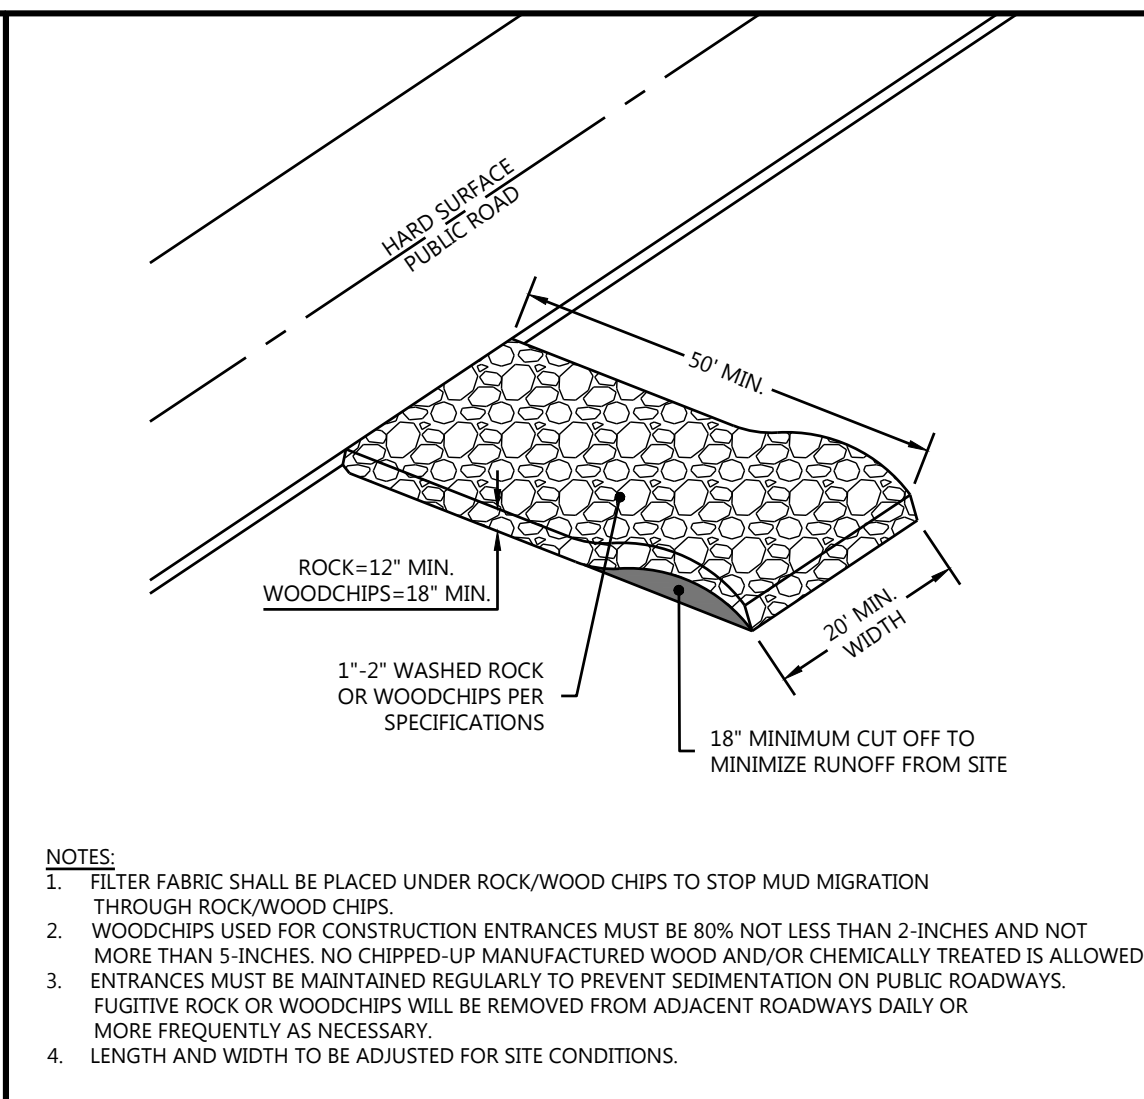 HARD SURFACE
PUBLIC ROAD
50' MIN.
ROCK=12" MIN.
WOODCHIPS=18" MIN.
20' MIN.
WIDTH
1"-2" WASHED ROCK
OR WOODCHIPS PER
SPECIFICATIONS
18" MINIMUM CUT OFF TO
MINIMIZE RUNOFF FROM SITE
NOTES:
1. FILTER FABRIC SHALL BE PLACED UNDER ROCK/WOOD CHIPS TO STOP MUD MIGRATION
THROUGH ROCK/WOOD CHIPS.
2. WOODCHIPS USED FOR CONSTRUCTION ENTRANCES MUST BE 80% NOT LESS THAN 2-INCHES AND NOT
MORE THAN 5-INCHES. NO CHIPPED-UP MANUFACTURED WOOD AND/OR CHEMICALLY TREATED IS ALLOWED
3. ENTRANCES MUST BE MAINTAINED REGULARLY TO PREVENT SEDIMENTATION ON PUBLIC ROADWAYS.
FUGITIVE ROCK OR WOODCHIPS WILL BE REMOVED FROM ADJACENT ROADWAYS DAILY OR
MORE FREQUENTLY AS NECESSARY.
4. LENGTH AND WIDTH TO BE ADJUSTED FOR SITE CONDITIONS.